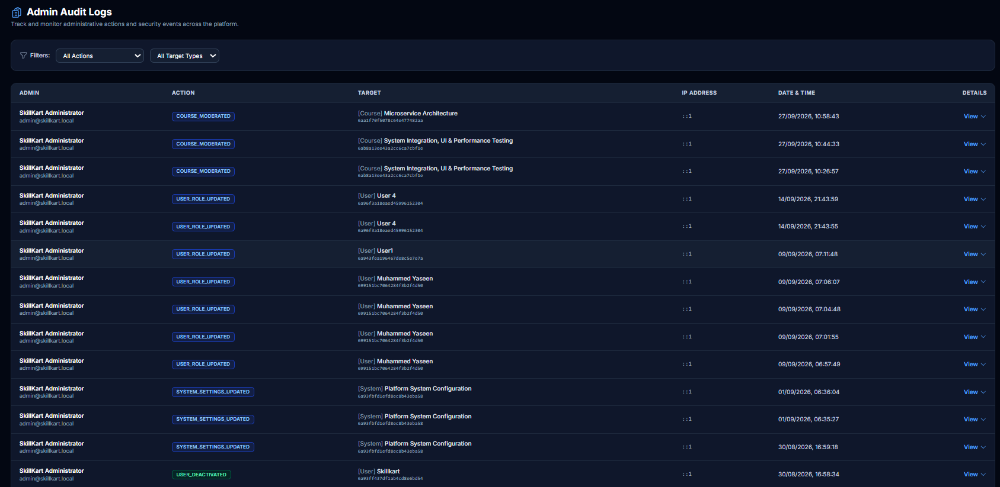 Admin Audit Logs
Track and monitor administrative actions and security events across the platform.
Filters: All Actions All Target Types
ADMIN ACTION TARGET IP ADDRESS DATE & TIME DETAILS
SkillKart Administrator COURSE_MODERATED [Course] Microservice Architecture ::1 27/09/2026, 10:58:43 View
admin@skillkart.local 6aa1f70f5078c64e477482aa
SkillKart Administrator COURSE_MODERATED [Course] System Integration, UI & Performance Testing ::1 27/09/2026, 10:44:33 View
admin@skillkart.local 6ab8a13ee43a2cc6ca7cbf1e
SkillKart Administrator COURSE_MODERATED [Course] System Integration, UI & Performance Testing ::1 27/09/2026, 10:26:57 View
admin@skillkart.local 6ab8a13ee43a2cc6ca7cbf1e
SkillKart Administrator USER_ROLE_UPDATED [User] User 4 ::1 14/09/2026, 21:43:59 View
admin@skillkart.local 6a96f3a18eaed45996152304
SkillKart Administrator USER_ROLE_UPDATED [User] User 4 ::1 14/09/2026, 21:43:55 View
admin@skillkart.local 6a96f3a18eaed45996152304
SkillKart Administrator USER_ROLE_UPDATED [User] User1 ::1 09/09/2026, 07:11:48 View
admin@skillkart.local 6a943fea196467de8c5e7e7a
SkillKart Administrator USER_ROLE_UPDATED [User] Muhammed Yaseen ::1 09/09/2026, 07:06:07 View
admin@skillkart.local 699151bc7064284f3b2f4d50
SkillKart Administrator USER_ROLE_UPDATED [User] Muhammed Yaseen ::1 09/09/2026, 07:04:48 View
admin@skillkart.local 699151bc7064284f3b2f4d50
SkillKart Administrator USER_ROLE_UPDATED [User] Muhammed Yaseen ::1 09/09/2026, 07:01:55 View
admin@skillkart.local 699151bc7064284f3b2f4d50
SkillKart Administrator USER_ROLE_UPDATED [User] Muhammed Yaseen ::1 09/09/2026, 06:57:49 View
admin@skillkart.local 699151bc7064284f3b2f4d50
SkillKart Administrator SYSTEM_SETTINGS_UPDATED [System] Platform System Configuration ::1 01/09/2026, 06:36:04 View
admin@skillkart.local 6a93fbfd1efd8ec8b43eba58
SkillKart Administrator SYSTEM_SETTINGS_UPDATED [System] Platform System Configuration ::1 01/09/2026, 06:35:27 View
admin@skillkart.local 6a93fbfd1efd8ec8b43eba58
SkillKart Administrator SYSTEM_SETTINGS_UPDATED [System] Platform System Configuration ::1 30/08/2026, 16:59:18 View
admin@skillkart.local 6a93fbfd1efd8ec8b43eba58
SkillKart Administrator USER_DEACTIVATED [User] Skillkart ::1 30/08/2026, 16:58:34 View
admin@skillkart.local 6a93ff437df1ab4cd8e6bd54